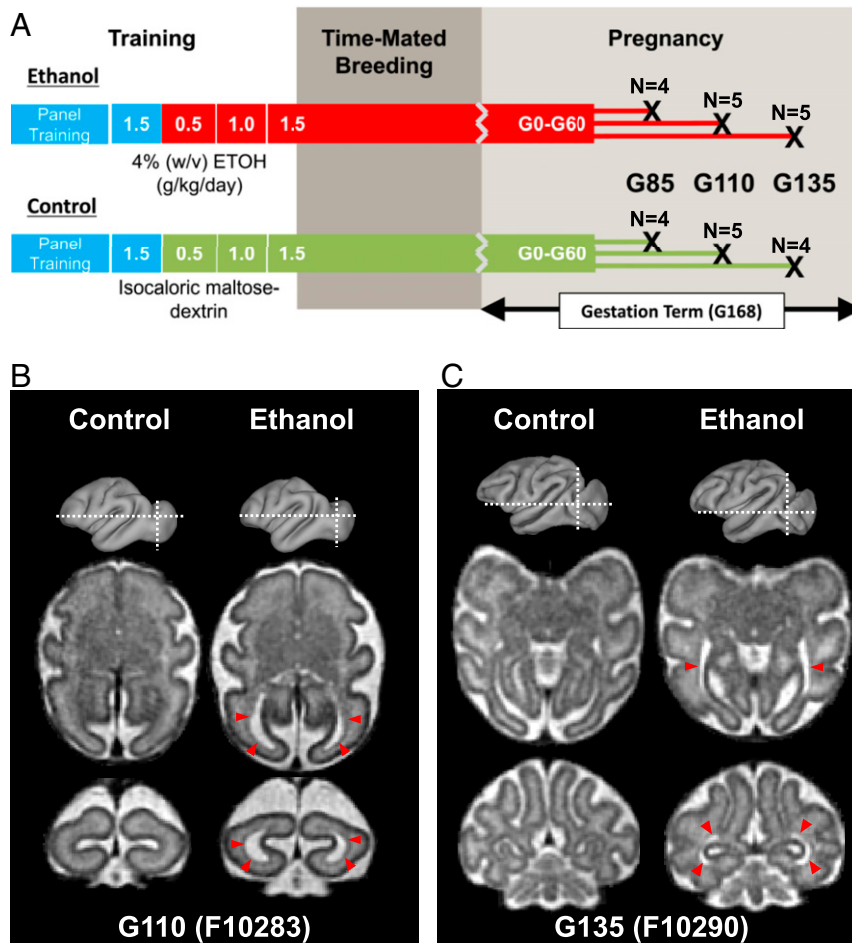 A
Training
Time-Mated
Breeding
Pregnancy
Ethanol
Panel
Training
1.5
0.5
1.0
1.5
G0-G60
N=4
N=5
N=5
4% (w/v) ETOH
(g/kg/day)
G85
G110
G135
Control
Panel
Training
1.5
0.5
1.0
1.5
G0-G60
N=4
N=5
N=4
Isocaloric maltose-
dextrin
Gestation Term (G168)
B
Control
Ethanol
G110 (F10283)
C
Control
Ethanol
G135 (F10290)